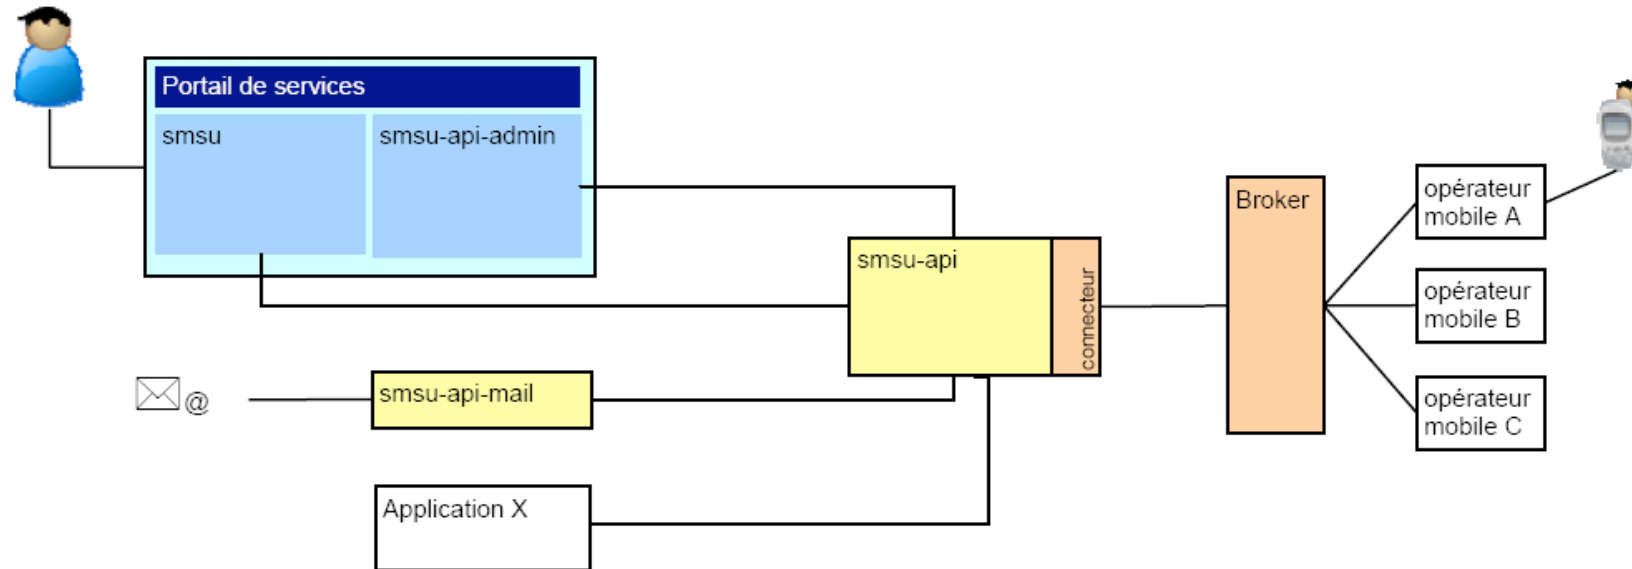 Portail de services
smsu
smsu-api-admin
smsu-api
connecteur
Broker
opérateur
mobile A
opérateur
mobile B
opérateur
mobile C
@
smsu-api-mail
Application X